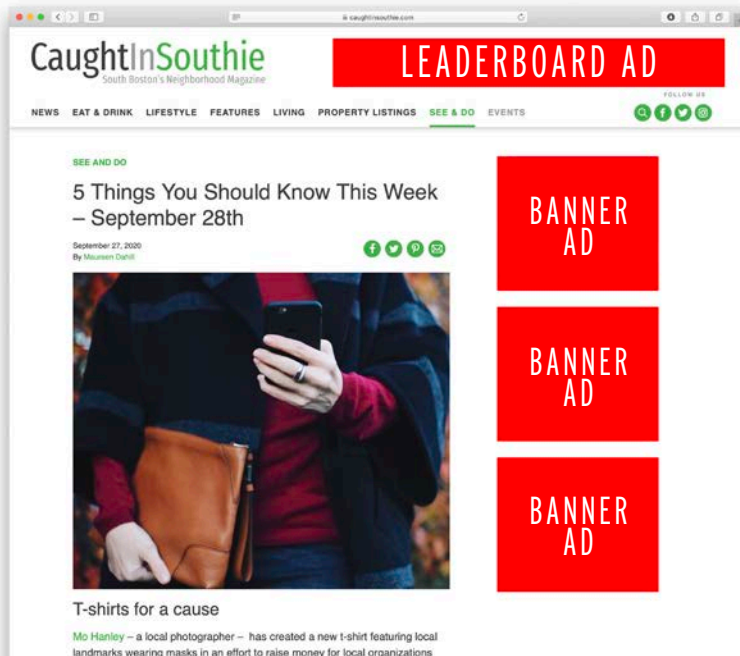 caughtinsouthie.com
CaughtInSouthie
South Boston's Neighborhood Magazine
LEADERBOARD AD
FOLLOW US
NEWS EAT & DRINK LIFESTYLE FEATURES LIVING PROPERTY LISTINGS SEE & DO EVENTS
SEE AND DO
5 Things You Should Know This Week
– September 28th
September 27, 2020
By Maureen Dahill
BANNER
AD
BANNER
AD
BANNER
AD
T-shirts for a cause
Mo Hanley – a local photographer – has created a new t-shirt featuring local
landmarks wearing masks in an effort to raise money for local organizations